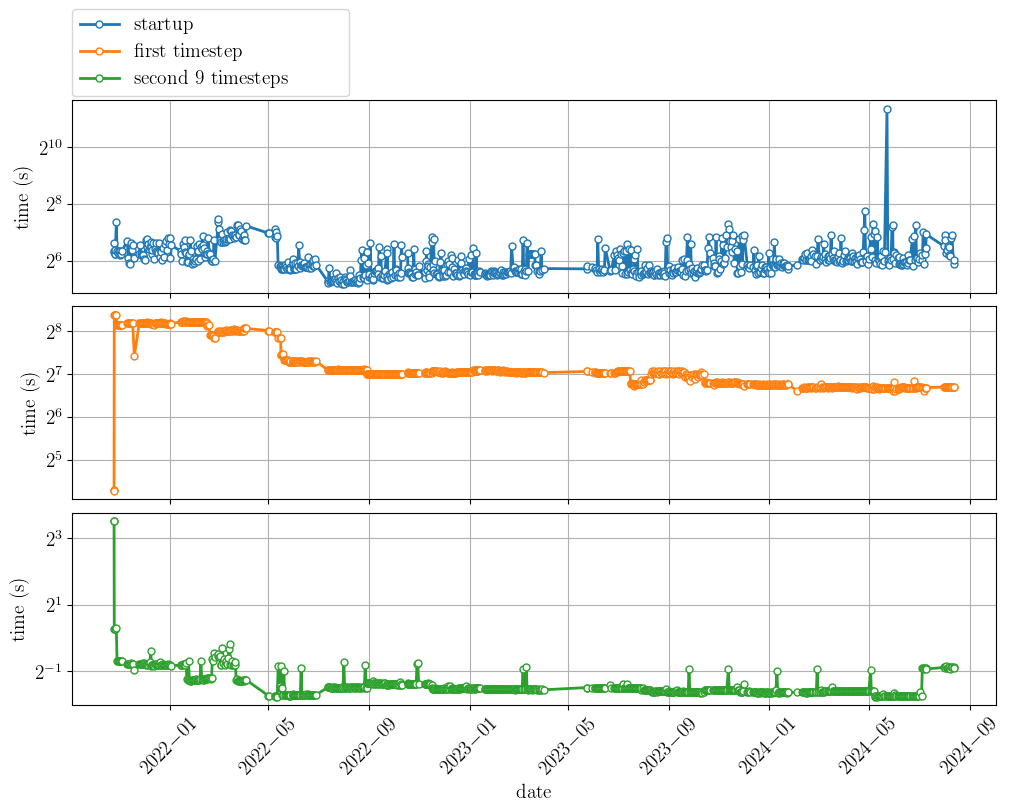 startup
first timestep
second 9 timesteps
2^10
2^8
2^6
time (s)
2^8
2^7
2^6
2^5
time (s)
2^3
2^1
2^−1
time (s)
2022−01
2022−05
2022−09
2023−01
2023−05
2023−09
2024−01
2024−05
2024−09
date